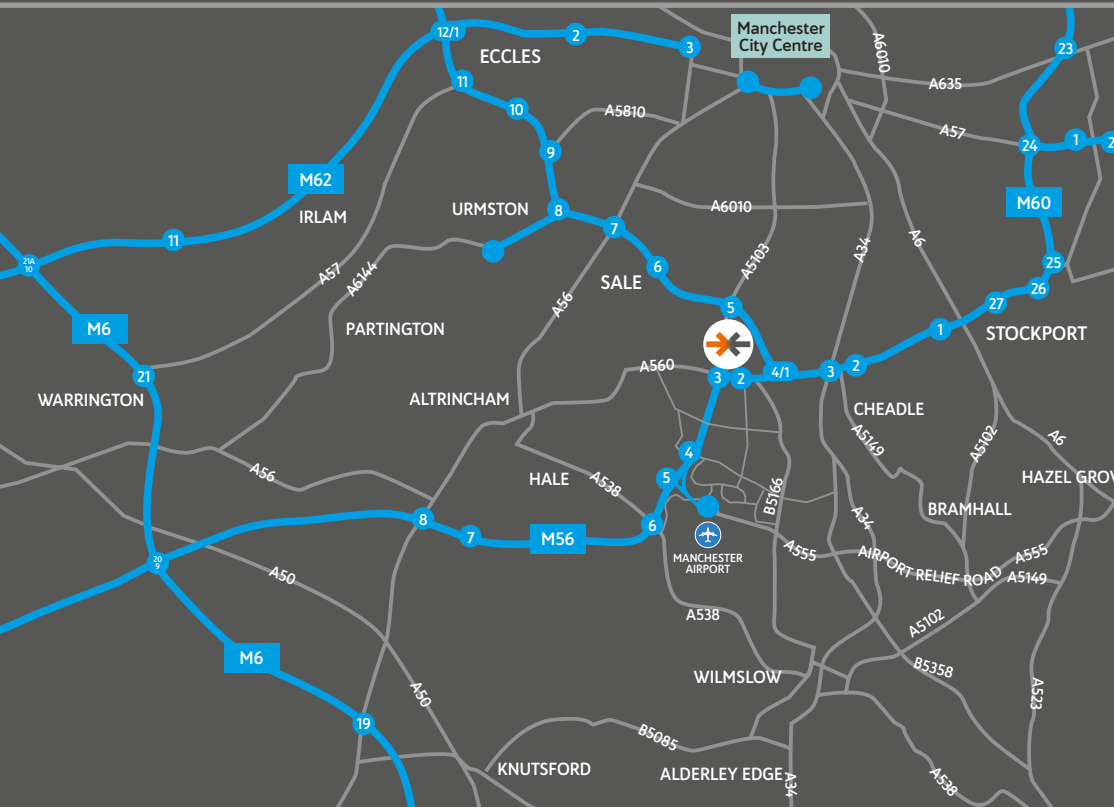 Manchester
City Centre
12/1
2
3
ECCLES
A6010
23
11
A635
10
A5810
A57
24
1
2
9
M62
M60
IRLAM
URMSTON
8
A6010
7
11
A34
A6
21A
10
A57
A6144
6
A5103
25
SALE
26
A56
5
27
M6
PARTINGTON
1
STOCKPORT
A560
3
2
4/1
3
2
21
WARRINGTON
ALTRINCHAM
CHEADLE
A5149
A5102
A6
4
A56
HALE
A538
5
HAZEL GROV
B5166
BRAMHALL
8
7
M56
6
A34
MANCHESTER
AIRPORT
A555
AIRPORT RELIEF ROAD
A555
A5149
20
9
A50
A538
A5102
M6
B5358
WILMSLOW
A50
A523
19
B5085
KNUTSFORD
ALDERLEY EDGE
A34
A538